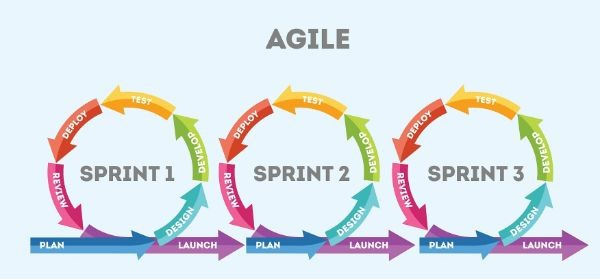 AGILE
SPRINT 1
PLAN
DESIGN
DEVELOP
TEST
DEPLOY
REVIEW
LAUNCH
SPRINT 2
PLAN
DESIGN
DEVELOP
TEST
DEPLOY
REVIEW
LAUNCH
SPRINT 3
PLAN
DESIGN
DEVELOP
TEST
DEPLOY
REVIEW
LAUNCH